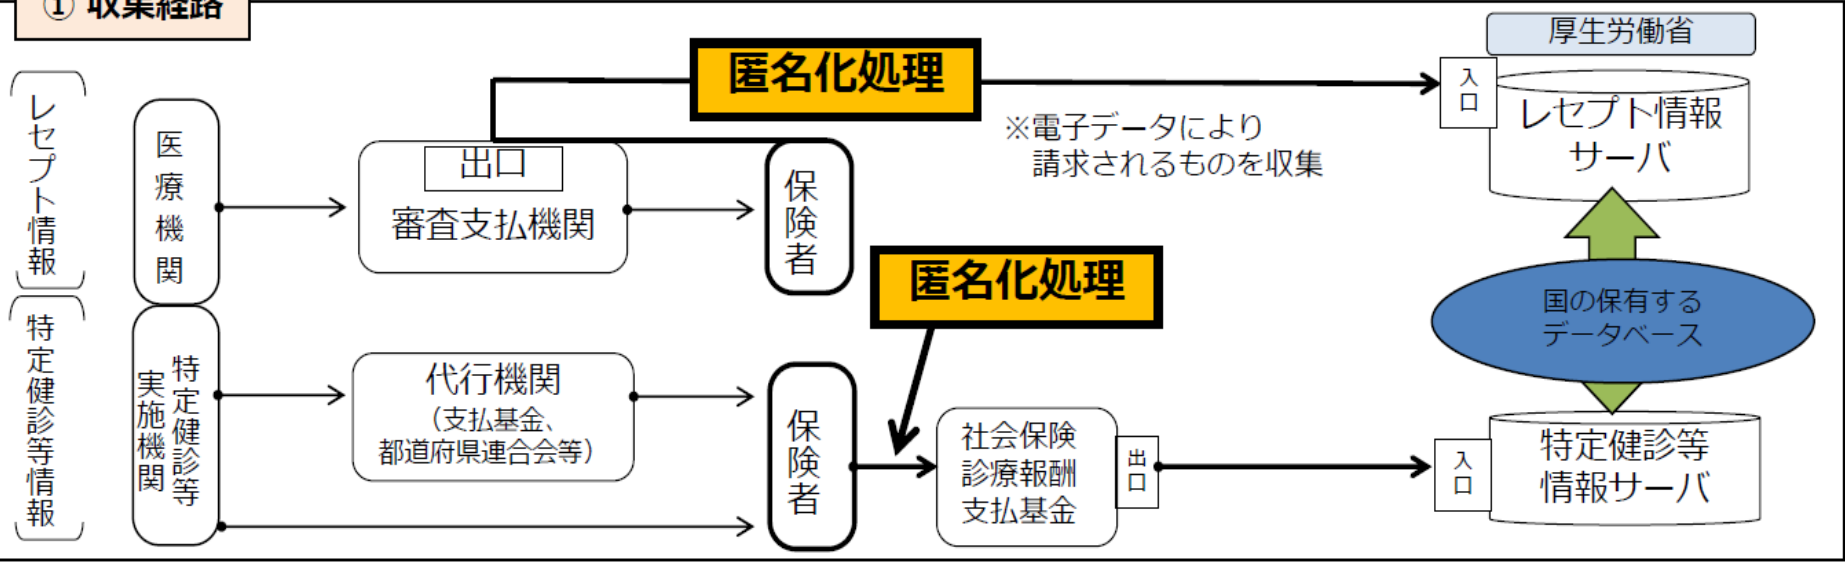 ① 収集経路
厚生労働省
匿名化処理
レセプト情報
医療機関
出口
審査支払機関
保険者
※電子データにより
請求されるものを収集
入口
レセプト情報
サーバ
匿名化処理
国の保有する
データベース
特定健診等情報
特定健診等
実施機関
代行機関
（支払基金、
都道府県連合会等）
保険者
社会保険
診療報酬
支払基金
出口
入口
特定健診等
情報サーバ